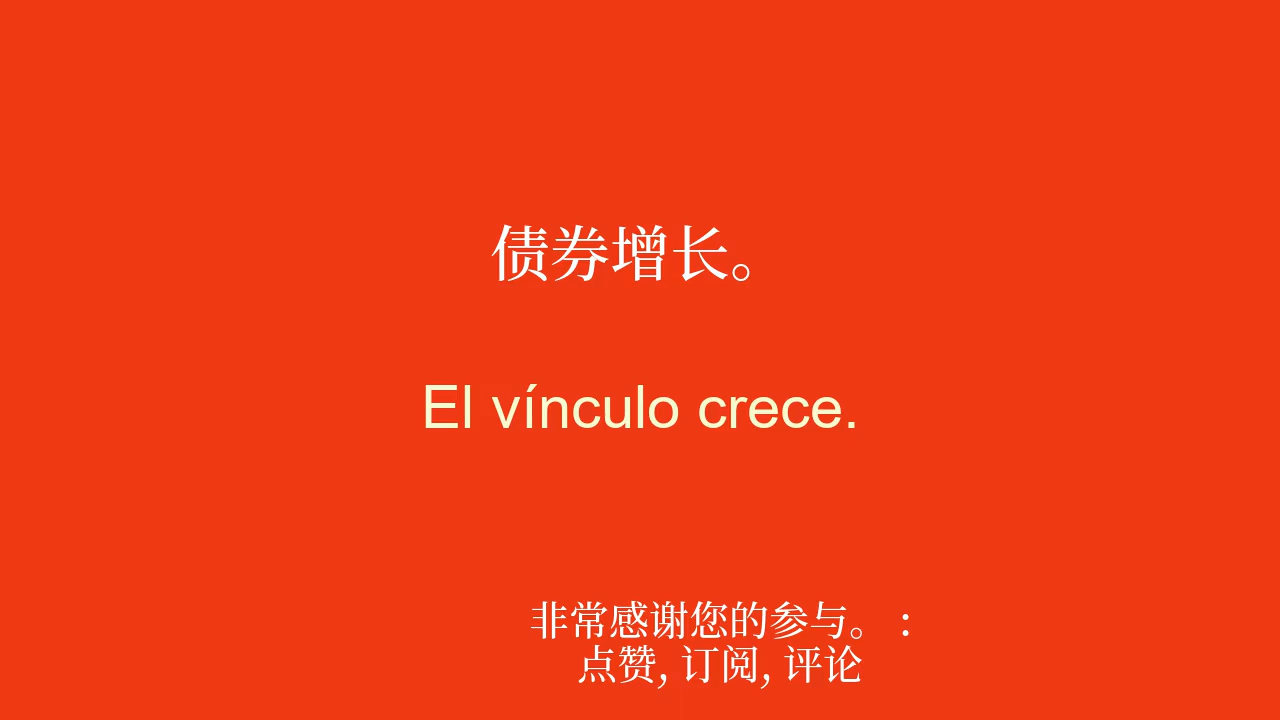 债券增长。
El vínculo crece.
非常感谢您的参与。 :
点赞, 订阅, 评论